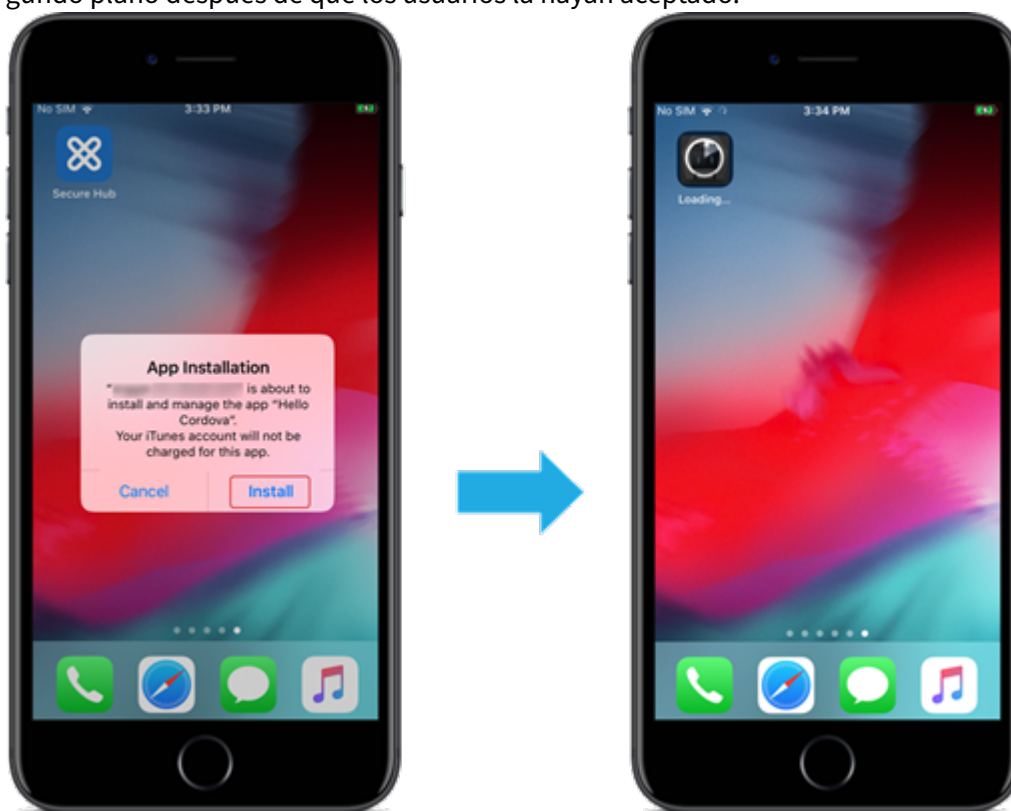 gundo plano después de que los usuarios la hayan aceptado.
No SIM 3:33 PM
Secure Hub
App Installation
" " is about to
install and manage the app "Hello
Cordova".
Your iTunes account will not be
charged for this app.
Cancel Install
No SIM 3:34 PM
Loading...